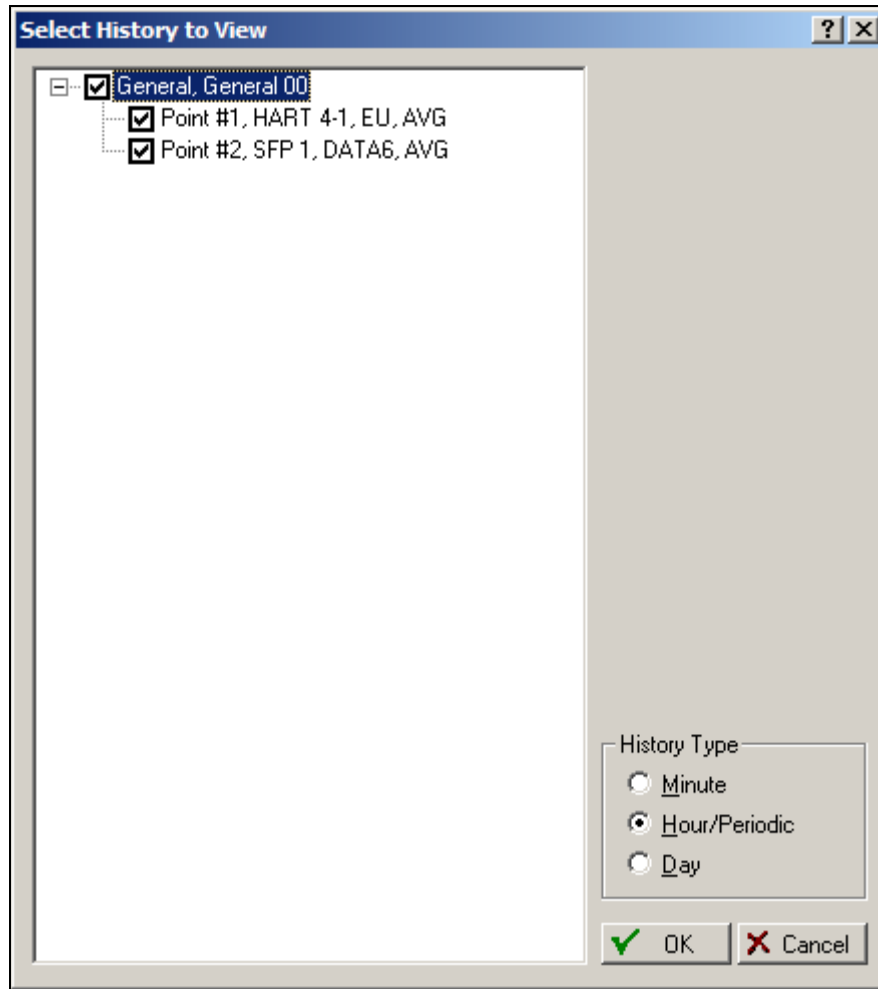 Select History to View
General, General 00
Point #1, HART 4-1, EU, AVG
Point #2, SFP 1, DATA6, AVG
History Type
Minute
Hour/Periodic
Day
OK
Cancel